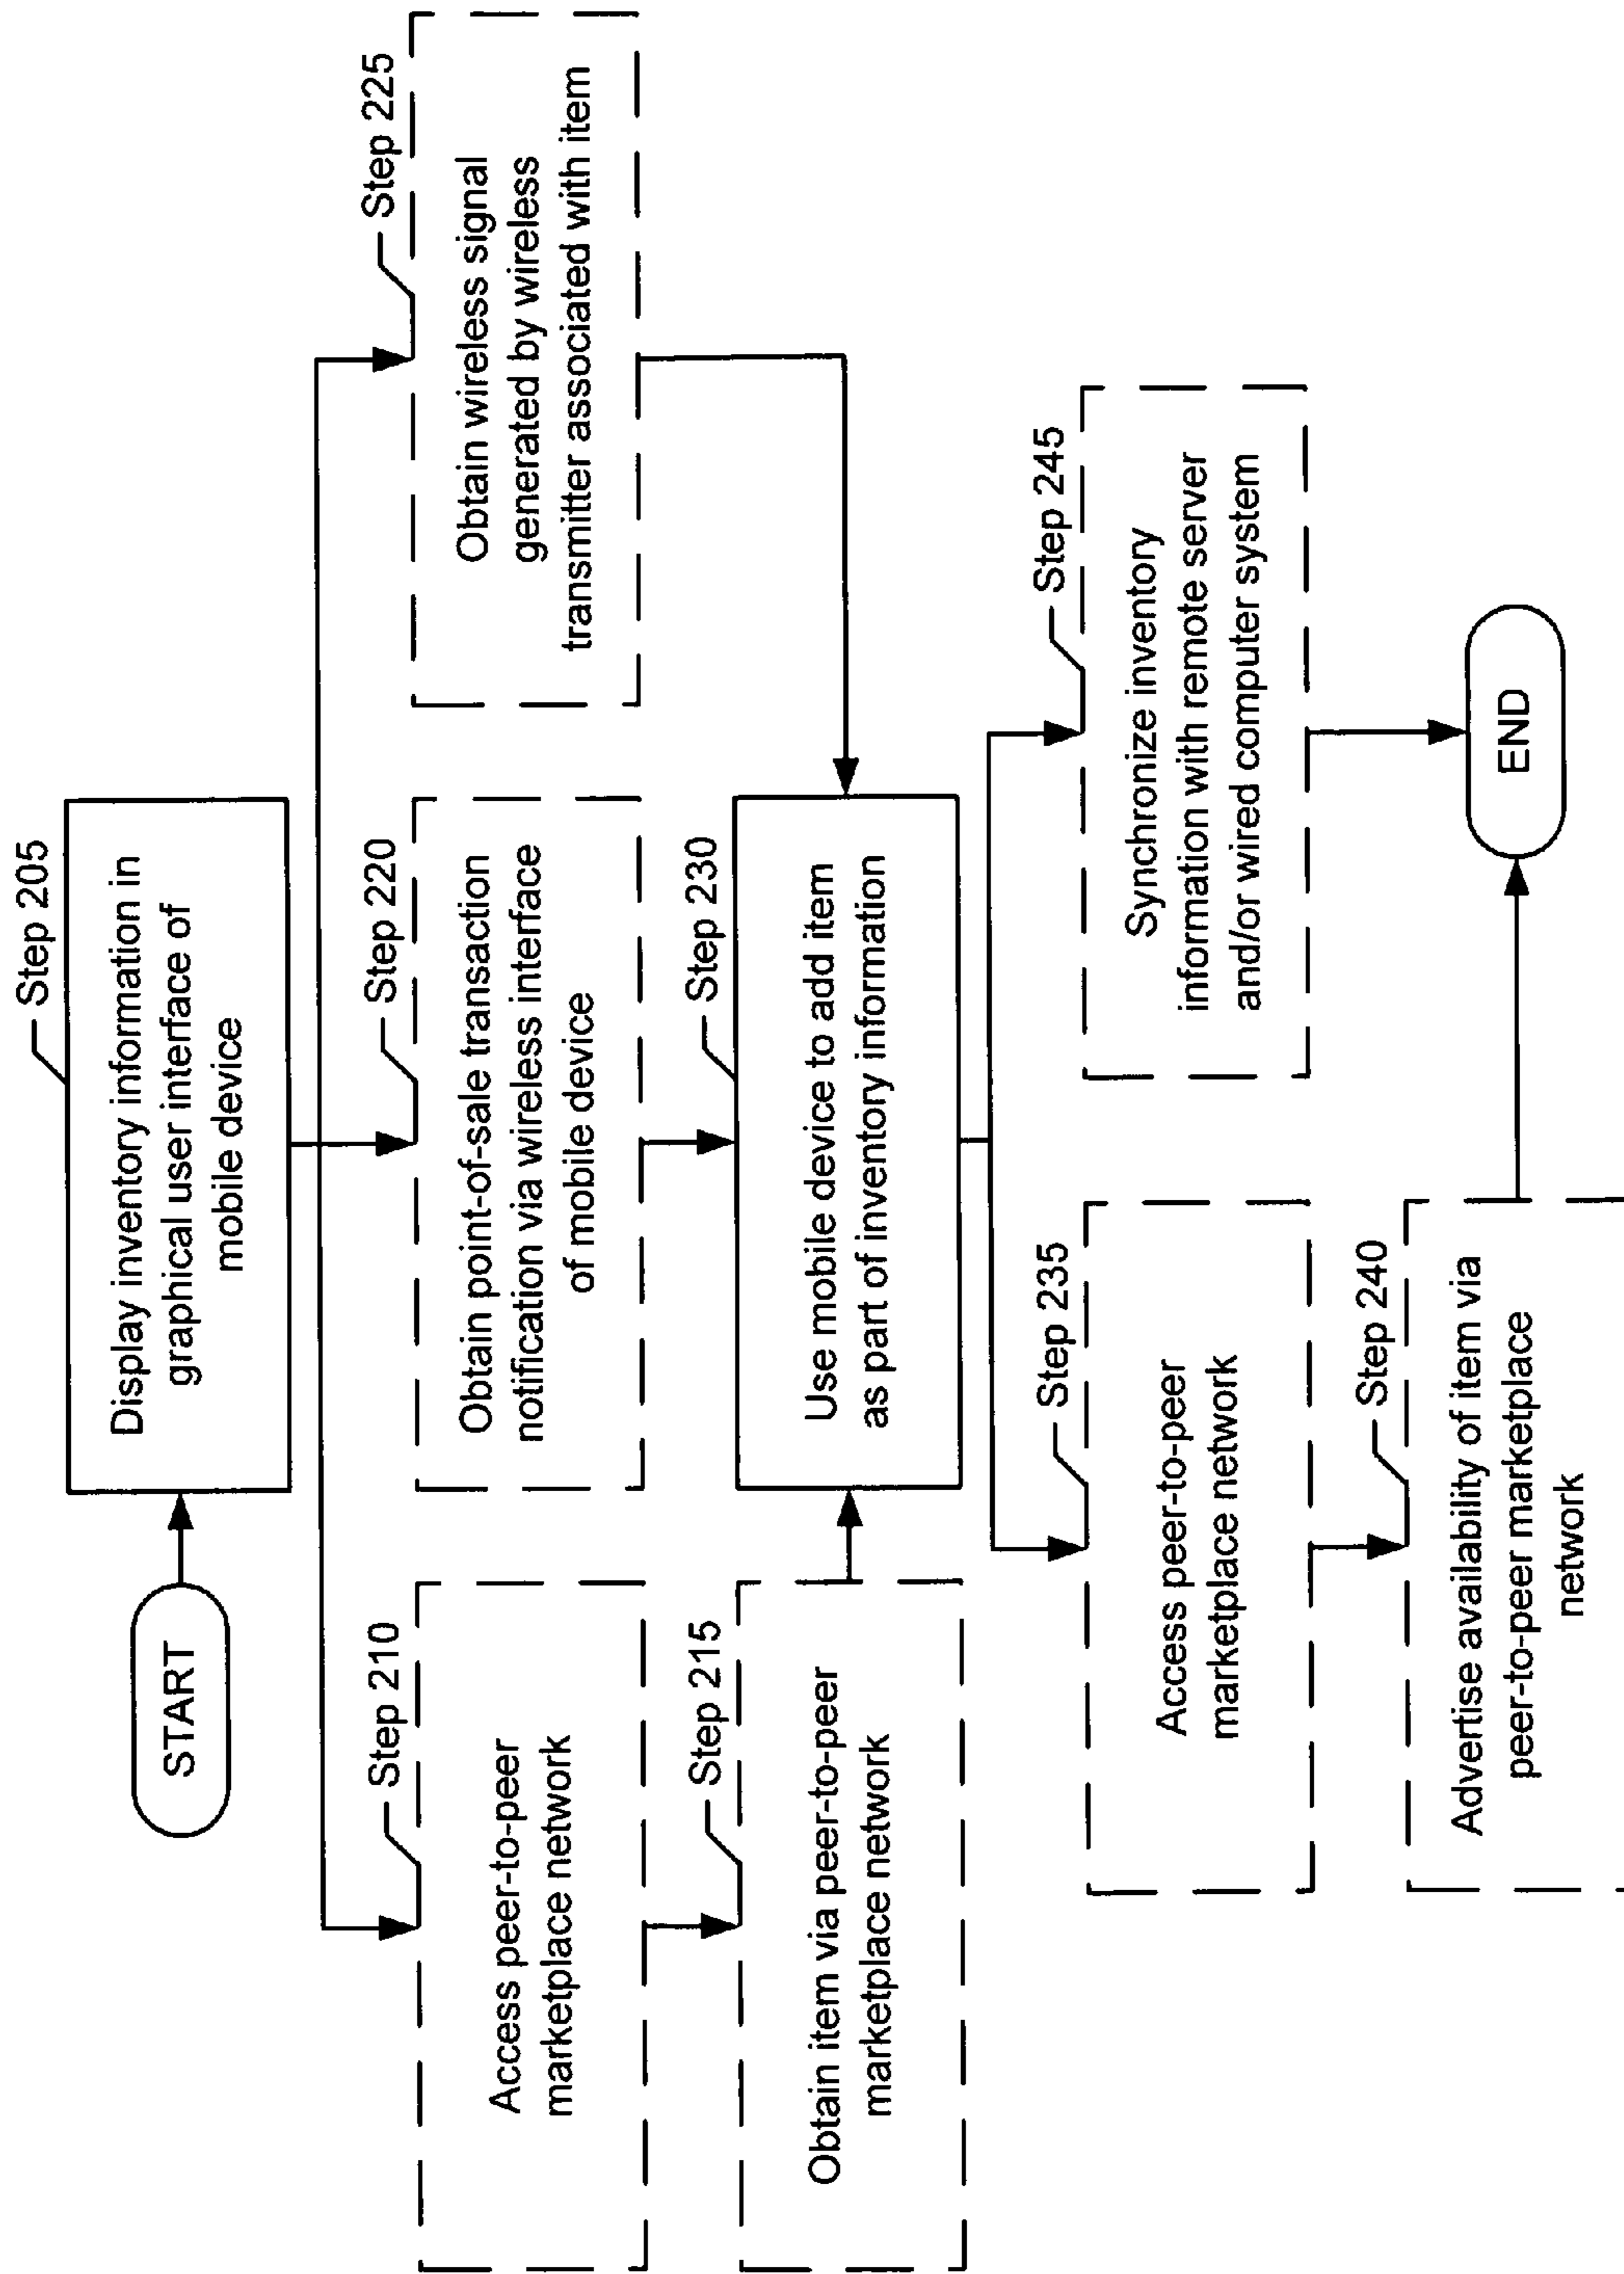 START
Step 205
Display inventory information in
graphical user interface of
mobile device
Step 210
Access peer-to-peer
marketplace network
Step 220
Obtain point-of-sale transaction
notification via wireless interface
of mobile device
Step 225
Obtain wireless signal
generated by wireless
transmitter associated with item
Step 215
Obtain item via peer-to-peer
marketplace network
Step 230
Use mobile device to add item
as part of inventory information
Step 235
Access peer-to-peer
marketplace network
Step 245
Synchronize inventory
information with remote server
and/or wired computer system
Step 240
Advertise availability of item via
peer-to-peer marketplace
network
END